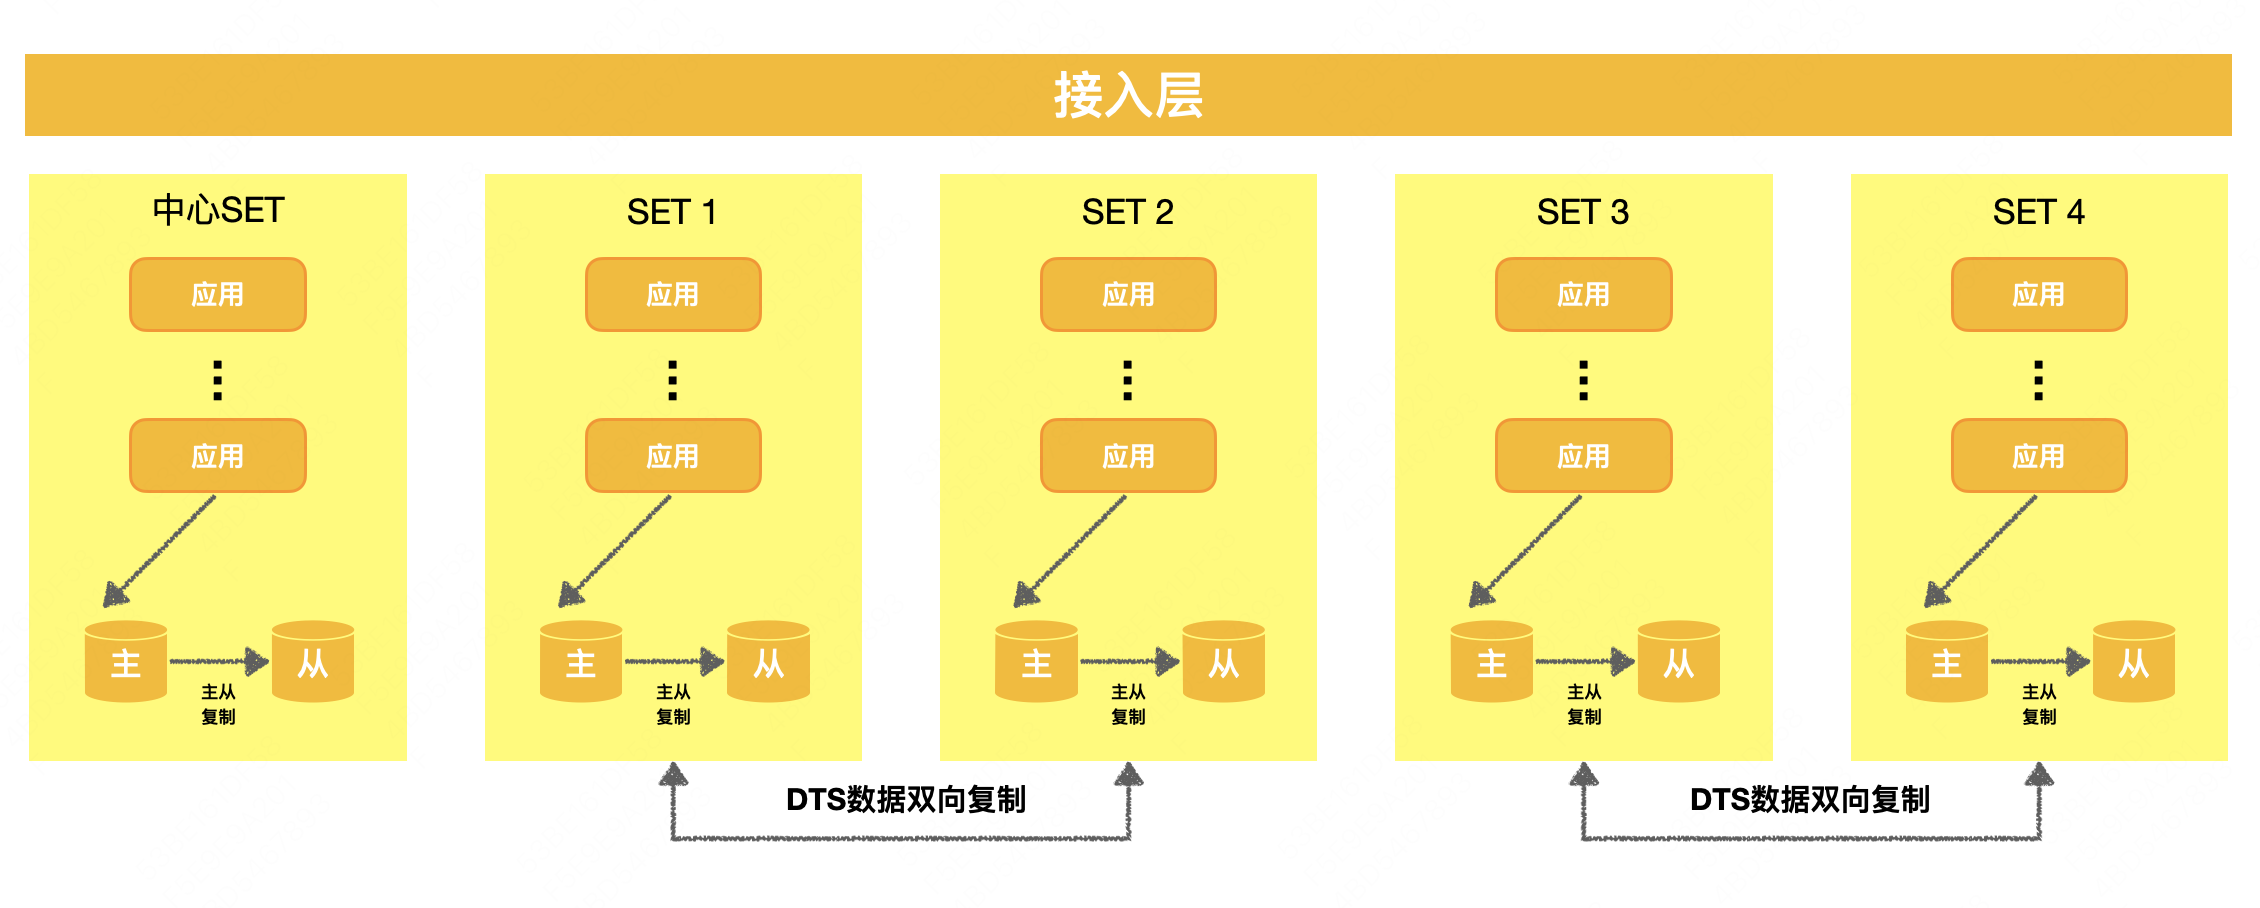 接入层
中心SET
应用
应用
主
从
主从
复制
SET 1
应用
应用
主
从
主从
复制
SET 2
应用
应用
主
从
主从
复制
SET 3
应用
应用
主
从
主从
复制
SET 4
应用
应用
主
从
主从
复制
DTS数据双向复制
DTS数据双向复制